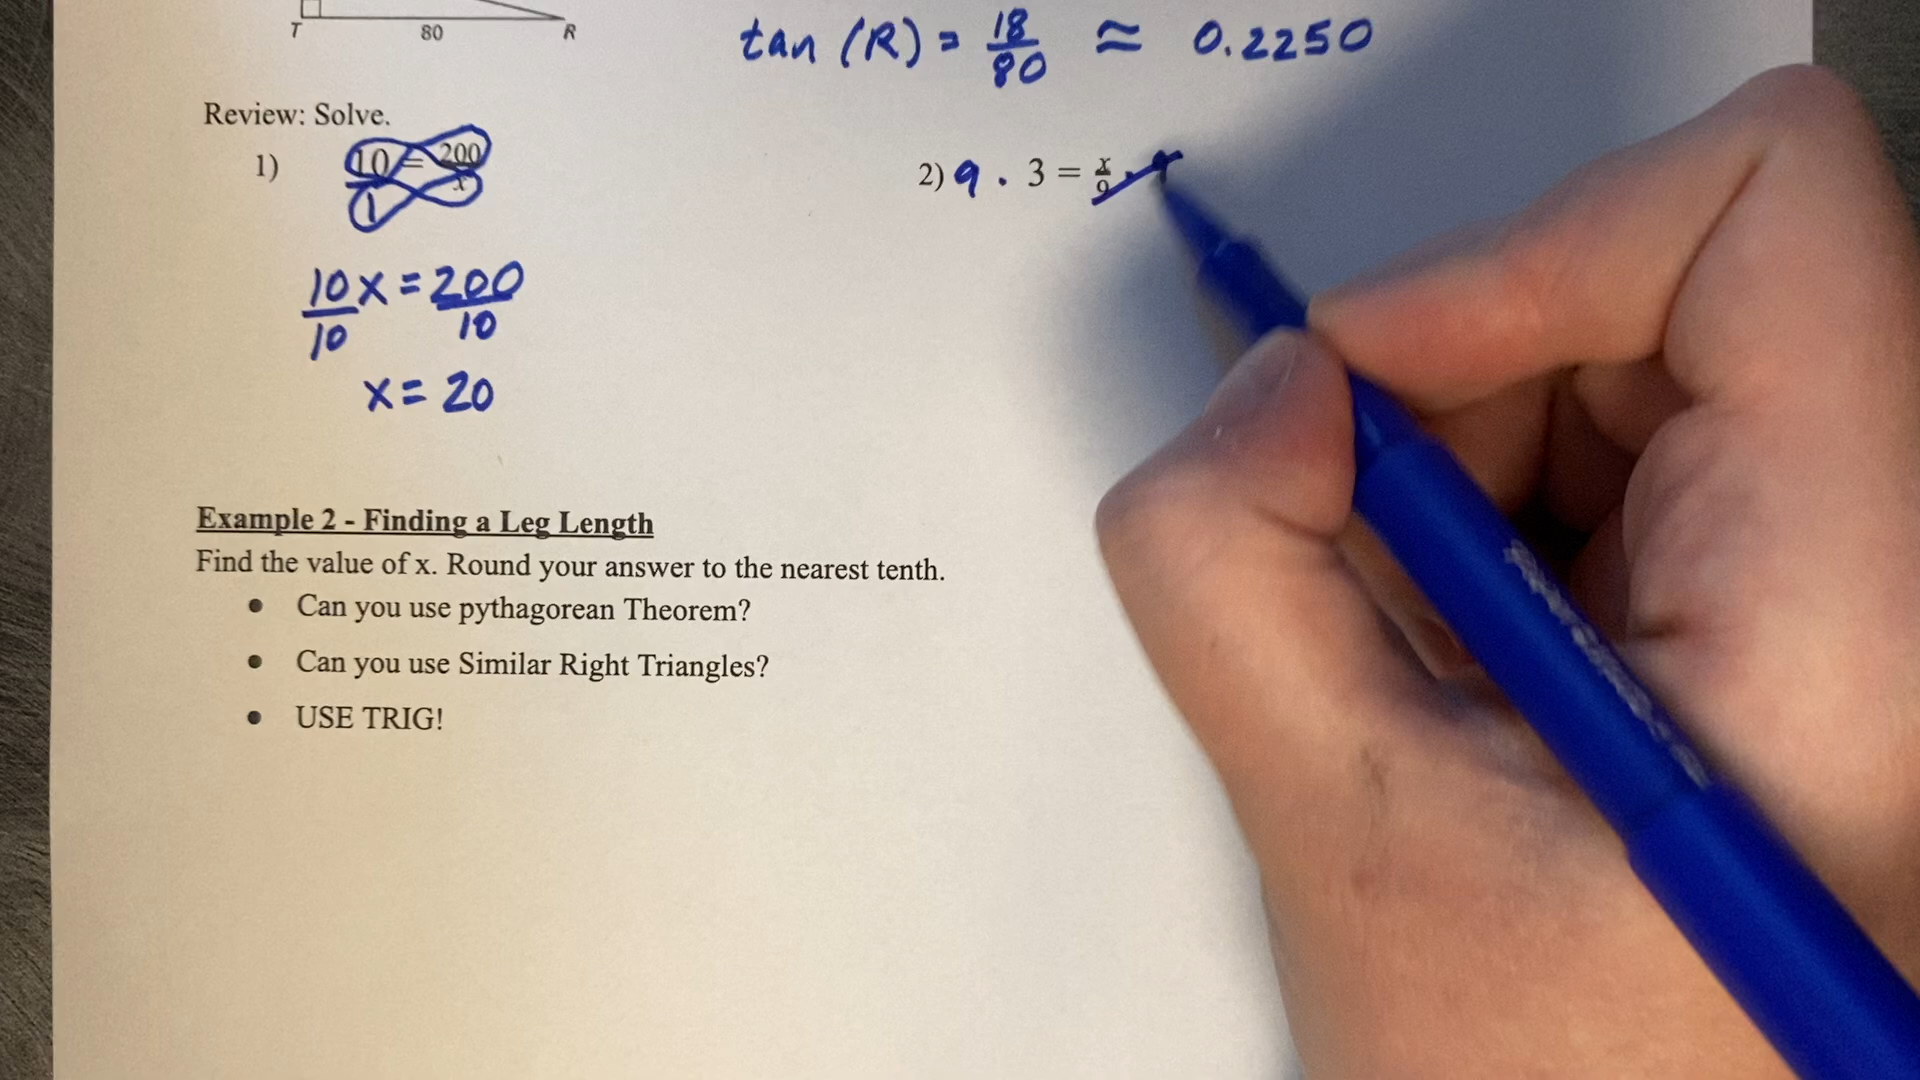 T 80 R
tan (R) = 18/80 ≈ 0.2250
Review: Solve.
1) 10/1 = 200/x
2) 9 · 3 = x/9 · 9
10x/10 = 200/10
x = 20
Example 2 - Finding a Leg Length
Find the value of x. Round your answer to the nearest tenth.
• Can you use pythagorean Theorem?
• Can you use Similar Right Triangles?
• USE TRIG!